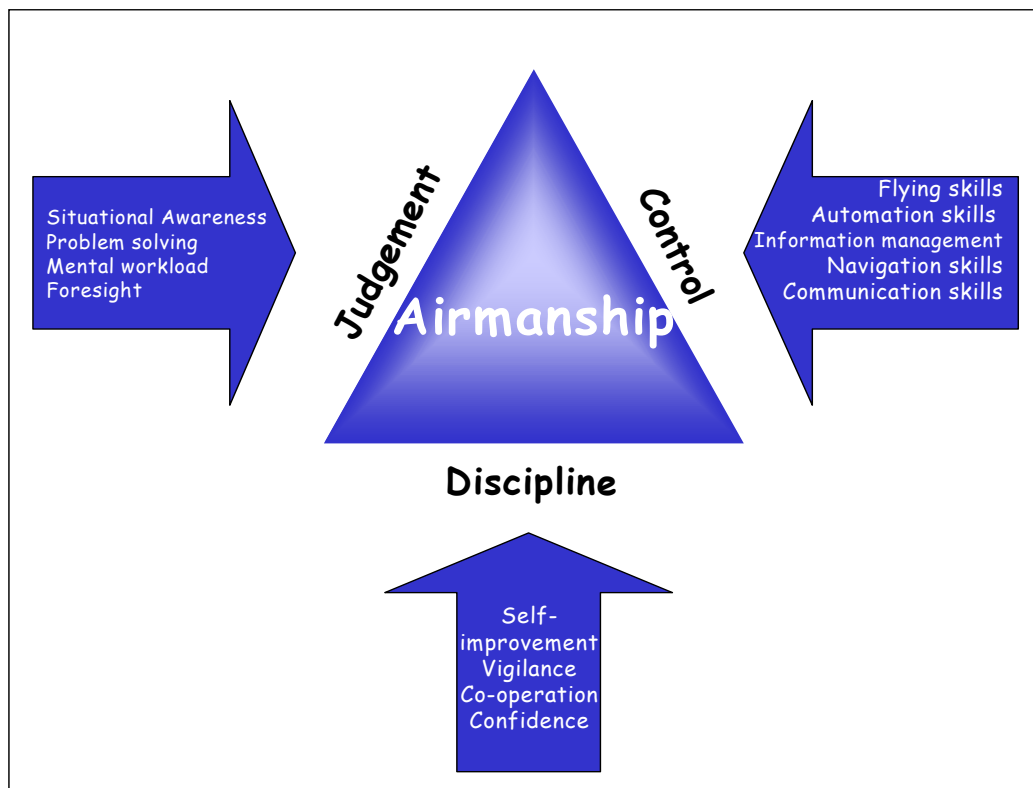 Judgement
Control
Airmanship
Discipline
Situational Awareness
Problem solving
Mental workload
Foresight
Flying skills
Automation skills
Information management
Navigation skills
Communication skills
Self-
improvement
Vigilance
Co-operation
Confidence